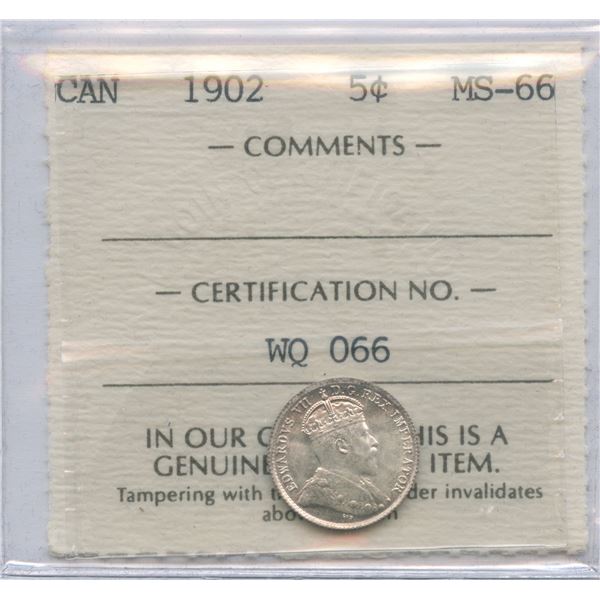 CAN 1902 5¢ MS-66
— COMMENTS —
— CERTIFICATION NO. —
WQ 066
EDWARDVS VII D.G. REX IMPERATOR
IN OUR HIS IS A
GENUINE ITEM.
Tampering with invalidates